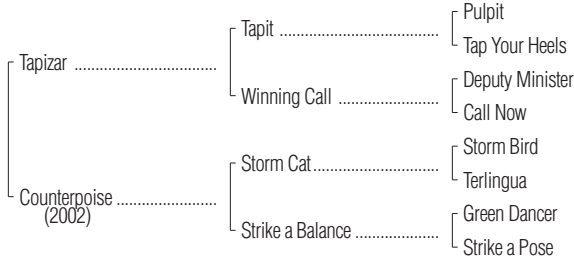 Pulpit
Tapit ..........................................
Tap Your Heels
Tapizar ..........................................
Deputy Minister
Winning Call .............................
Call Now
Storm Bird
Storm Cat....................................
Terlingua
Counterpoise .............................
(2002)
Green Dancer
Strike a Balance ........................
Strike a Pose